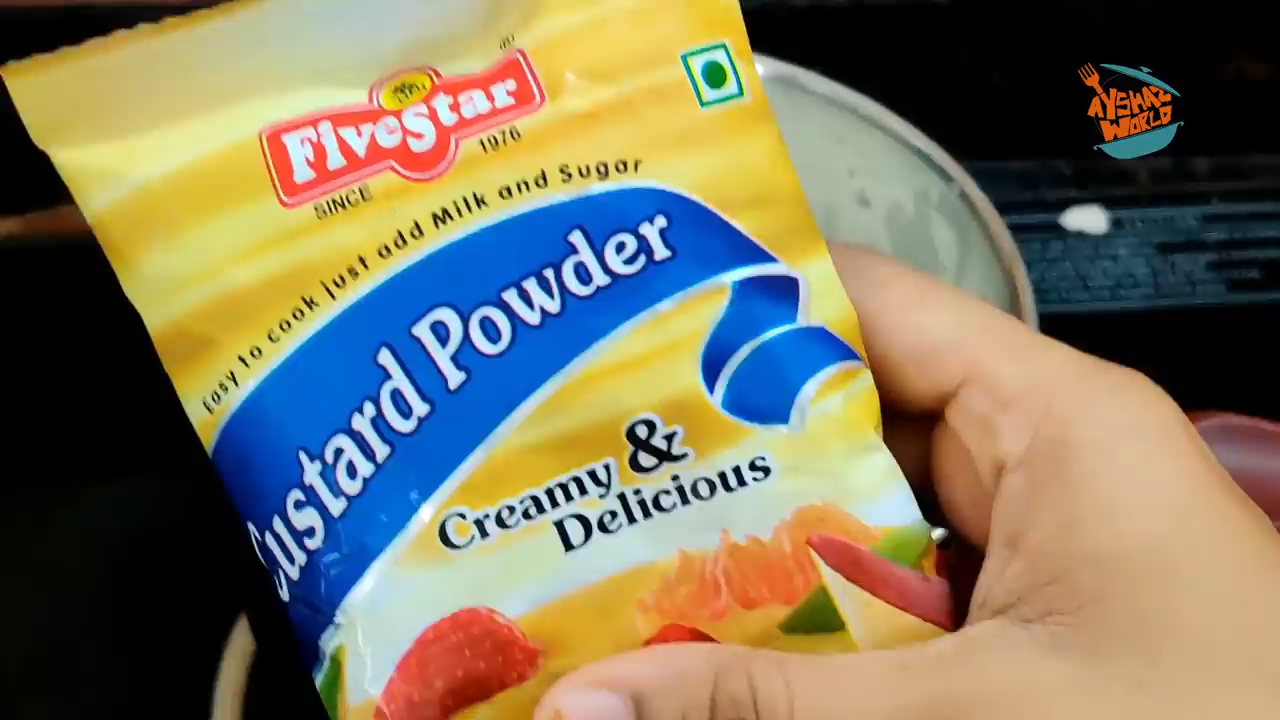 FiveStar
SINCE 1976
Easy to cook just add Milk and Sugar
Custard Powder
Creamy &
Delicious
AYSHAZ
WORLD